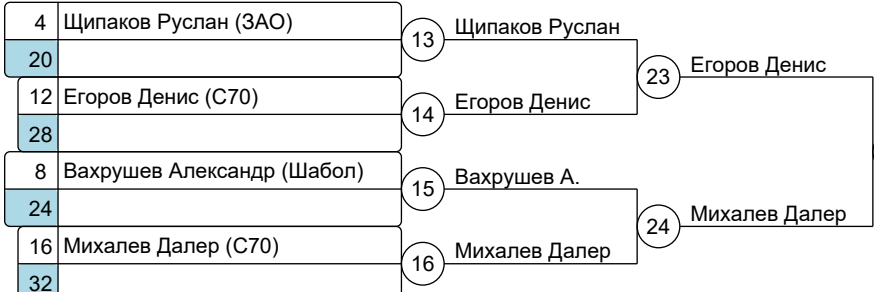 4 Щипаков Руслан (ЗАО)
20
13
Щипаков Руслан
12 Егоров Денис (С70)
28
14
Егоров Денис
23
Егоров Денис
8 Вахрушев Александр (Шабол)
24
15
Вахрушев А.
16 Михалев Далер (С70)
32
16
Михалев Далер
24
Михалев Далер